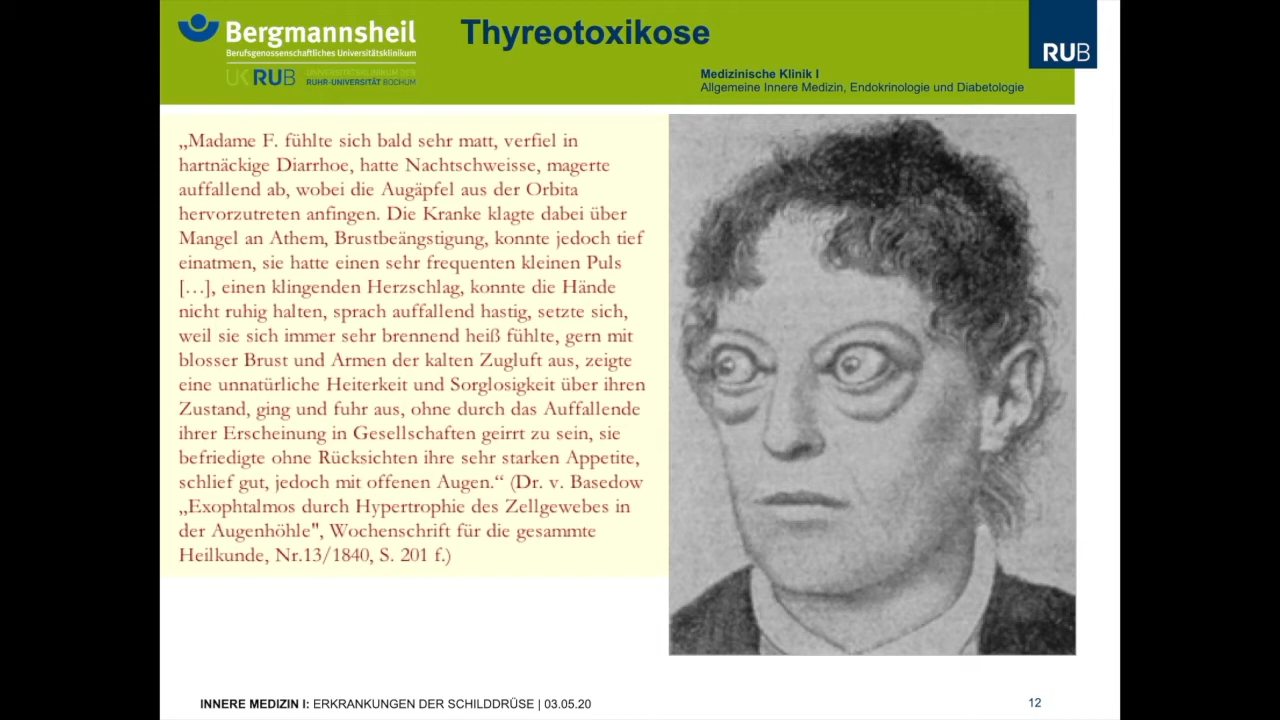 Bergmannsheil
Berufsgenossenschaftliches Universitätsklinikum
UK RUB UNIVERSITÄTSKLINIKUM DER
RUHR-UNIVERSITÄT BOCHUM
Thyreotoxikose
RUB
Medizinische Klinik I
Allgemeine Innere Medizin, Endokrinologie und Diabetologie
„Madame F. fühlte sich bald sehr matt, verfiel in
hartnäckige Diarrhoe, hatte Nachtschweisse, magerte
auffallend ab, wobei die Augäpfel aus der Orbita
hervorzutreten anfingen. Die Kranke klagte dabei über
Mangel an Athem, Brustbeängstigung, konnte jedoch tief
einatmen, sie hatte einen sehr frequenten kleinen Puls
[…], einen klingenden Herzschlag, konnte die Hände
nicht ruhig halten, sprach auffallend hastig, setzte sich,
weil sie sich immer sehr brennend heiß fühlte, gern mit
blosser Brust und Armen der kalten Zugluft aus, zeigte
eine unnatürliche Heiterkeit und Sorglosigkeit über ihren
Zustand, ging und fuhr aus, ohne durch das Auffallende
ihrer Erscheinung in Gesellschaften geirrt zu sein, sie
befriedigte ohne Rücksichten ihre sehr starken Appetite,
schlief gut, jedoch mit offenen Augen.“ (Dr. v. Basedow
„Exophtalmos durch Hypertrophie des Zellgewebes in
der Augenhöhle", Wochenschrift für die gesammte
Heilkunde, Nr.13/1840, S. 201 f.)
INNERE MEDIZIN I: ERKRANKUNGEN DER SCHILDDRÜSE | 03.05.20
12